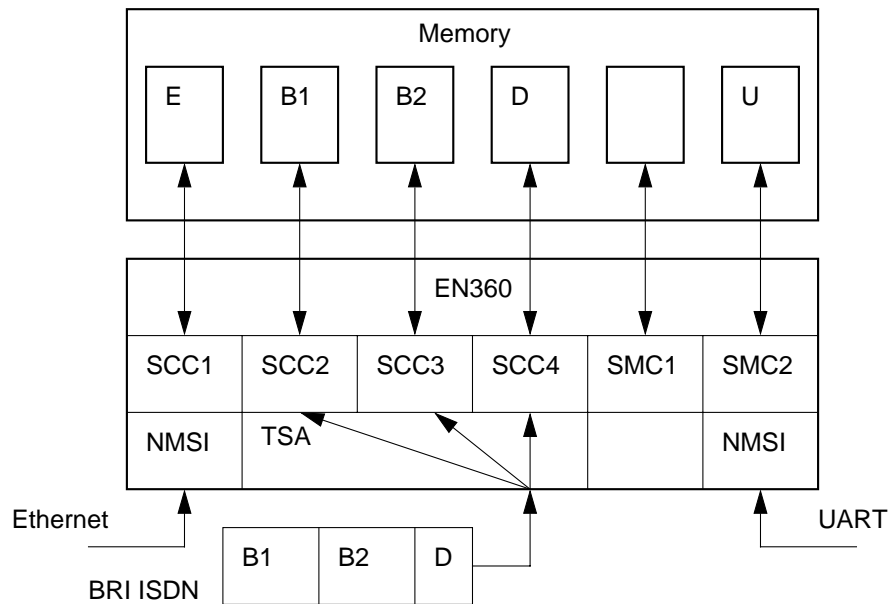 Memory
E B1 B2 D U
EN360
SCC1 SCC2 SCC3 SCC4 SMC1 SMC2
NMSI TSA NMSI
Ethernet UART
B1 B2 D
BRI ISDN